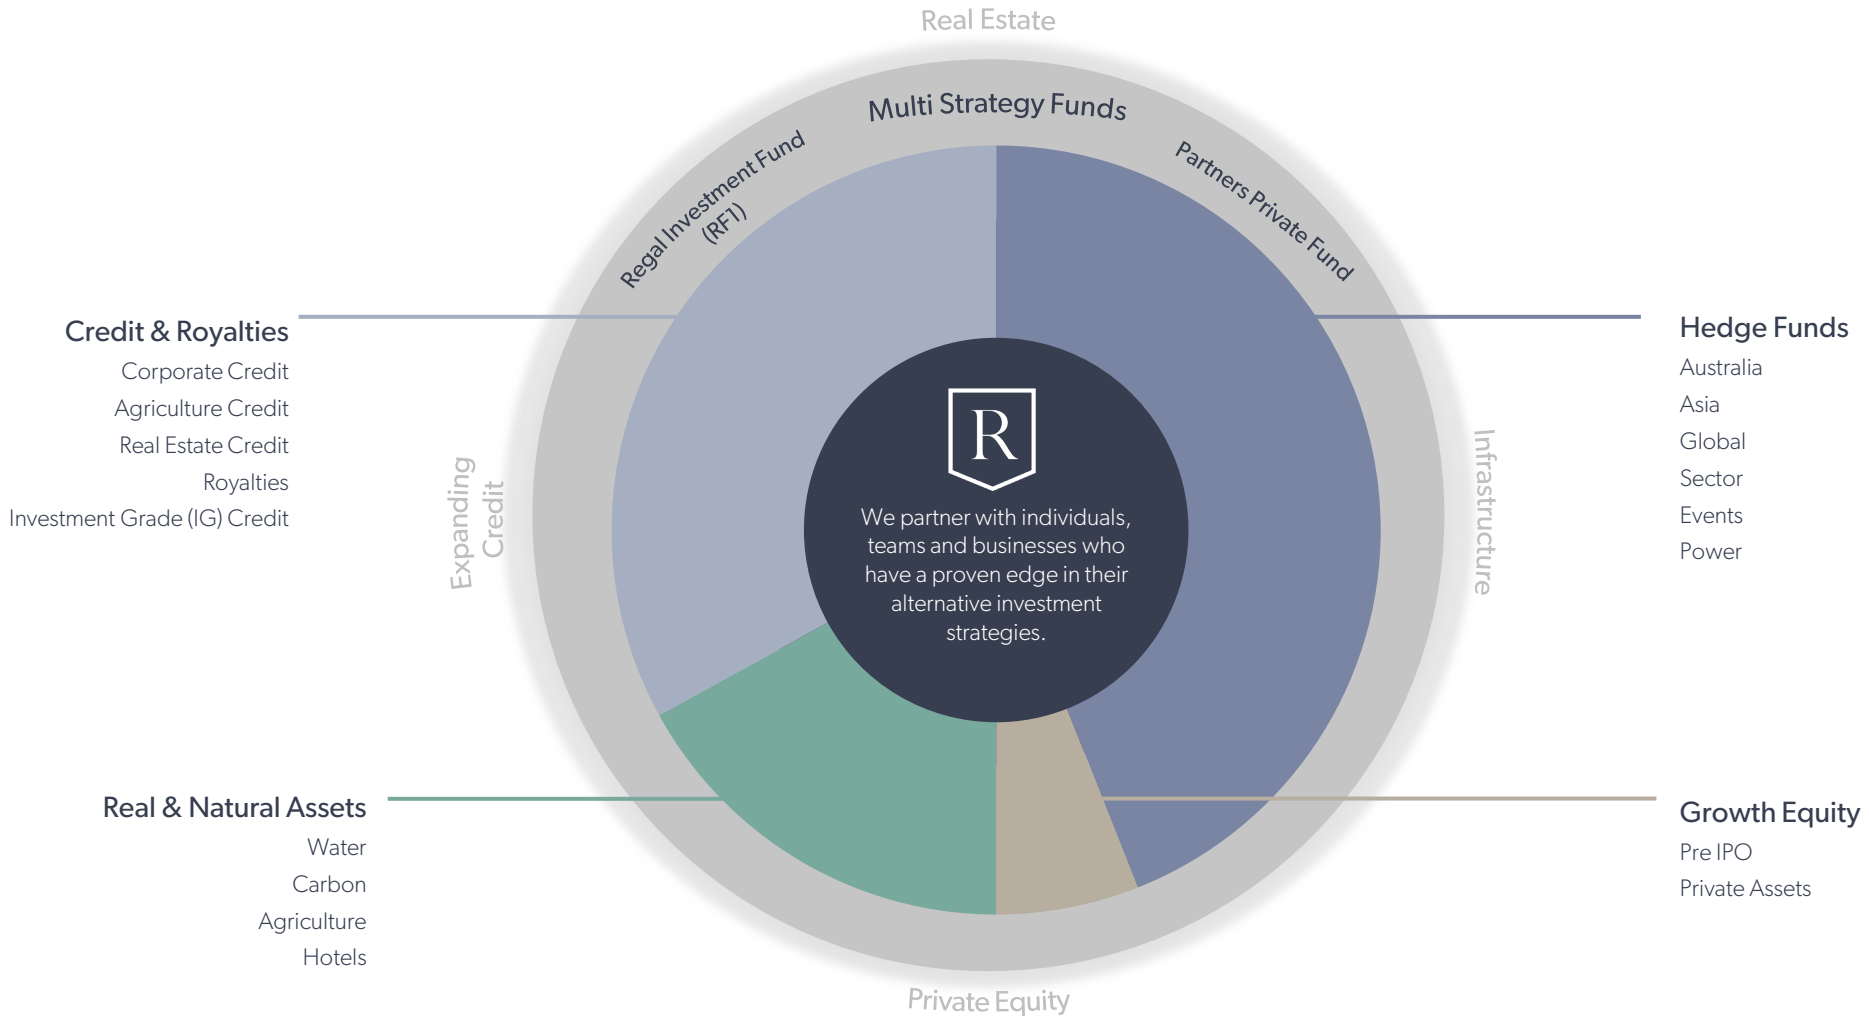 Real Estate
Multi Strategy Funds
Regal Investment Fund
(RF1)
Partners Private Fund
Credit & Royalties
Corporate Credit
Agriculture Credit
Real Estate Credit
Royalties
Investment Grade (IG) Credit
Expanding
Credit
R
We partner with individuals,
teams and businesses who
have a proven edge in their
alternative investment
strategies.
Infrastructure
Hedge Funds
Australia
Asia
Global
Sector
Events
Power
Real & Natural Assets
Water
Carbon
Agriculture
Hotels
Growth Equity
Pre IPO
Private Assets
Private Equity